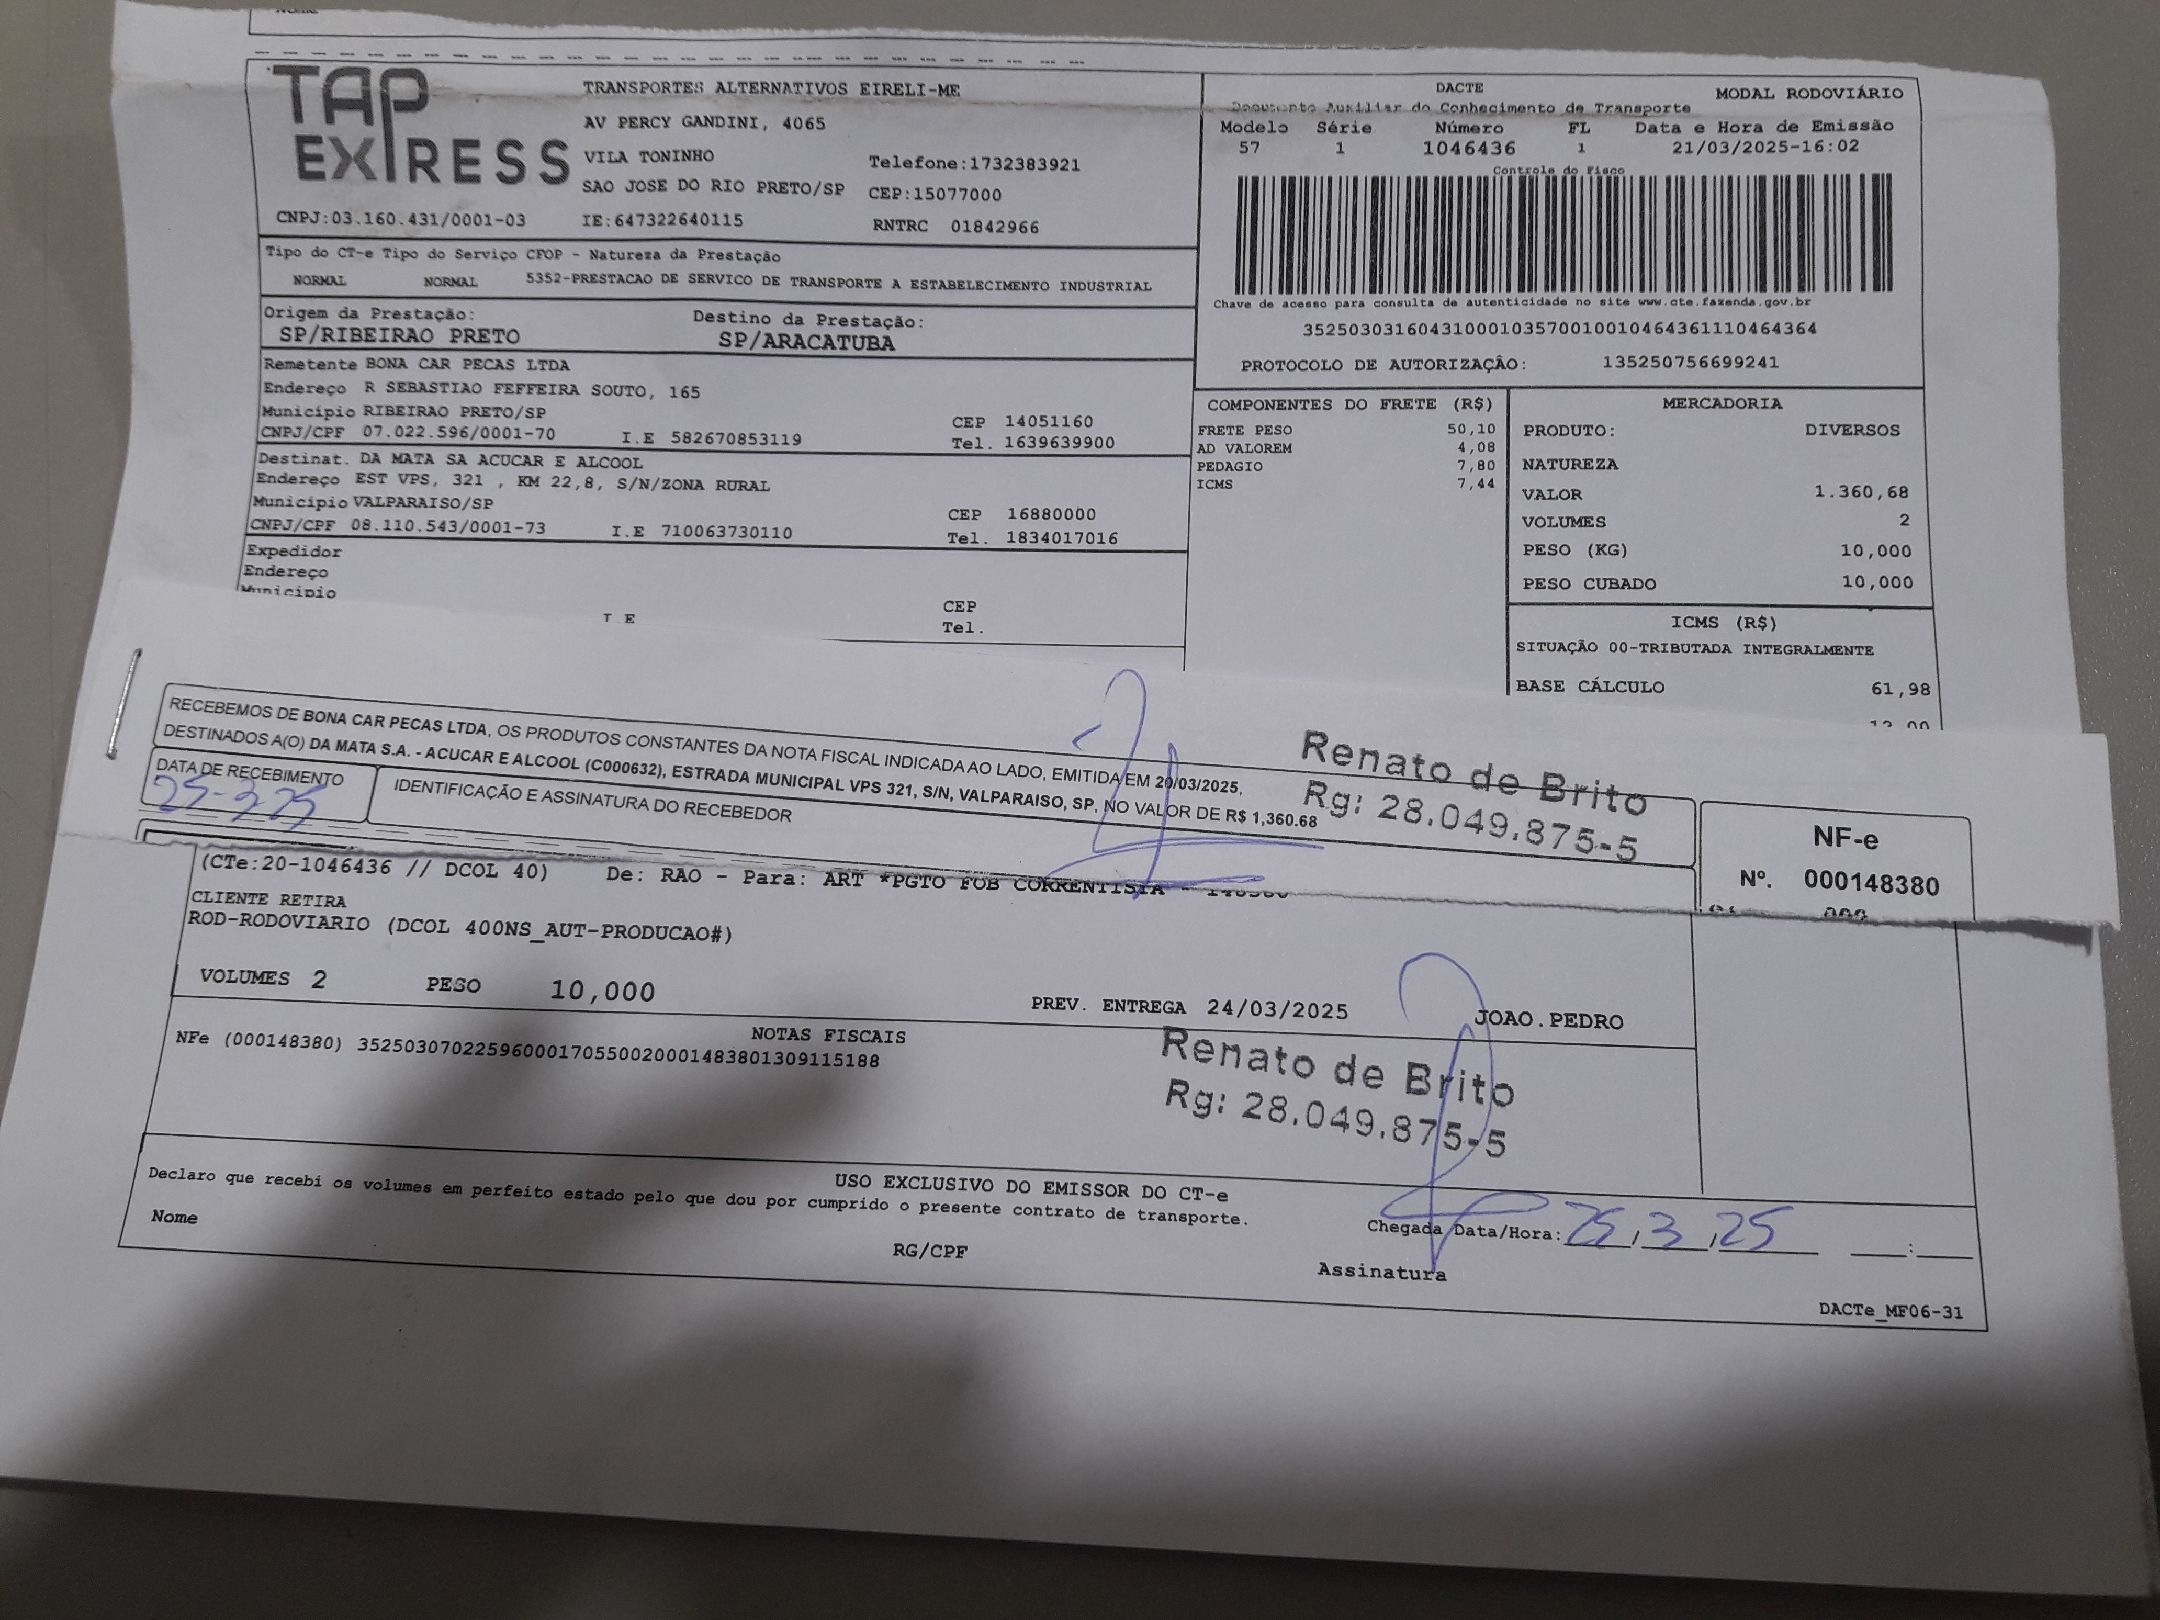 TAP EXPRESS
TRANSPORTES ALTERNATIVOS EIRELI-ME
AV PERCY GANDINI, 4065
VILA TONINHO Telefone:1732383921
SAO JOSE DO RIO PRETO/SP CEP:15077000
CNPJ:03.160.431/0001-03 IE:647322640115 RNTRC 01842966
DACTE MODAL RODOVIÁRIO
Documento Auxiliar do Conhecimento de Transporte
Modelo Série Número FL Data e Hora de Emissão
57 1 1046436 1 21/03/2025-16:02
Controle do Fisco
Chave de acesso para consulta de autenticidade no site www.cte.fazenda.gov.br
35250303160431000103570010010464361110464364
PROTOCOLO DE AUTORIZAÇÃO: 135250756699241
Tipo do CT-e Tipo do Serviço CFOP - Natureza da Prestação
NORMAL NORMAL 5352-PRESTACAO DE SERVICO DE TRANSPORTE A ESTABELECIMENTO INDUSTRIAL
Origem da Prestação: Destino da Prestação:
SP/RIBEIRAO PRETO SP/ARACATUBA
Remetente BONA CAR PECAS LTDA
Endereço R SEBASTIAO FEFFEIRA SOUTO, 165
Município RIBEIRAO PRETO/SP CEP 14051160
CNPJ/CPF 07.022.596/0001-70 I.E 582670853119 Tel. 1639639900
Destinat. DA MATA SA ACUCAR E ALCOOL
Endereço EST VPS, 321 , KM 22,8, S/N/ZONA RURAL
Município VALPARAISO/SP CEP 16880000
CNPJ/CPF 08.110.543/0001-73 I.E 710063730110 Tel. 1834017016
Expedidor
Endereço
Município CEP
I E Tel.
COMPONENTES DO FRETE (R$)
FRETE PESO 50,10
AD VALOREM 4,08
PEDAGIO 7,80
ICMS 7,44
MERCADORIA
PRODUTO: DIVERSOS
NATUREZA
VALOR 1.360,68
VOLUMES 2
PESO (KG) 10,000
PESO CUBADO 10,000
ICMS (R$)
SITUAÇÃO 00-TRIBUTADA INTEGRALMENTE
BASE CÁLCULO 61,98
12,00
RECEBEMOS DE BONA CAR PECAS LTDA, OS PRODUTOS CONSTANTES DA NOTA FISCAL INDICADA AO LADO, EMITIDA EM 20/03/2025,
DESTINADOS A(O) DA MATA S.A. - ACUCAR E ALCOOL (C000632), ESTRADA MUNICIPAL VPS 321, S/N, VALPARAISO, SP, NO VALOR DE R$ 1,360.68
DATA DE RECEBIMENTO IDENTIFICAÇÃO E ASSINATURA DO RECEBEDOR
25-3-25
Renato de Brito
Rg: 28.049.875-5
NF-e
Nº. 000148380
(CTe:20-1046436 // DCOL 40) De: RAO - Para: ART *PGTO FOB CORRENTISTA - 148380
CLIENTE RETIRA
ROD-RODOVIARIO (DCOL 400NS_AUT-PRODUCAO#)
VOLUMES 2 PESO 10,000 PREV. ENTREGA 24/03/2025 JOAO.PEDRO
NOTAS FISCAIS
NFe (000148380) 35250307022596000170550020001483801309115188
Renato de Brito
Rg: 28.049.875-5
USO EXCLUSIVO DO EMISSOR DO CT-e
Declaro que recebi os volumes em perfeito estado pelo que dou por cumprido o presente contrato de transporte.
Nome RG/CPF Assinatura
Chegada Data/Hora: 25/3/25 :
DACTe_MF06-31